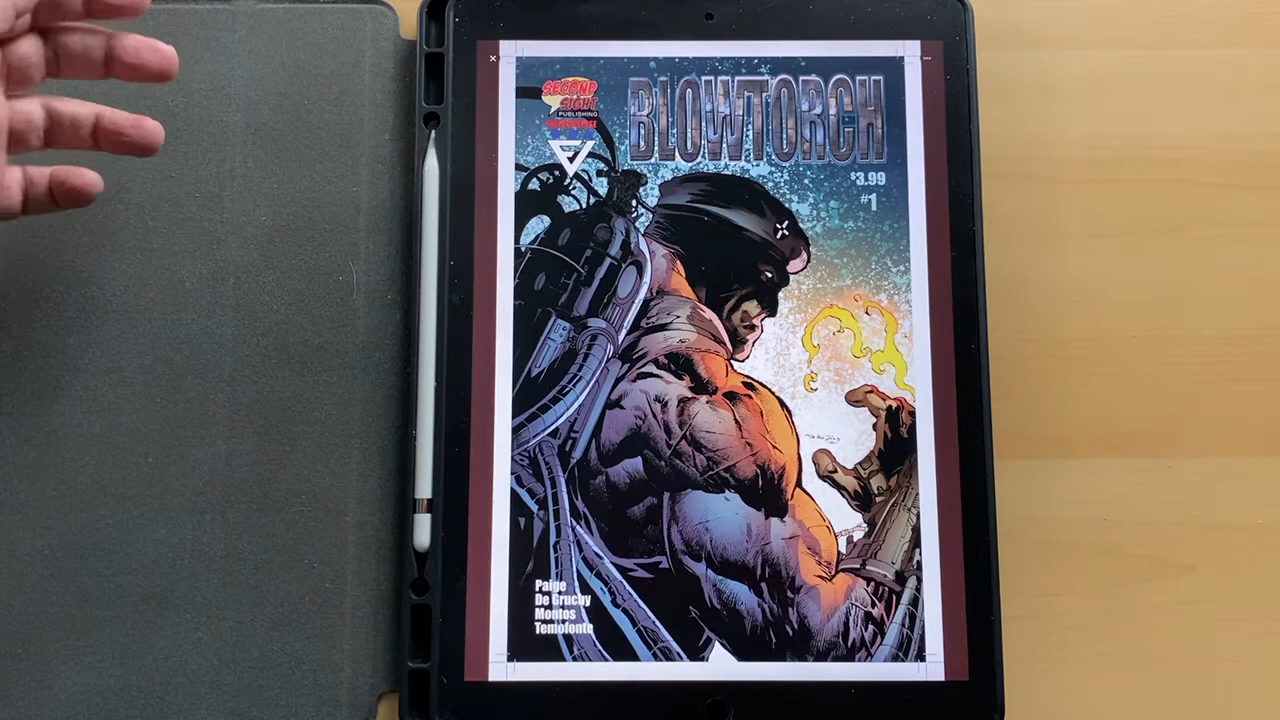 SECOND
SIGHT
PUBLISHING
BLOWTORCH
$3.99
#1
Paige
De Gruchy
Montos
Temofonte